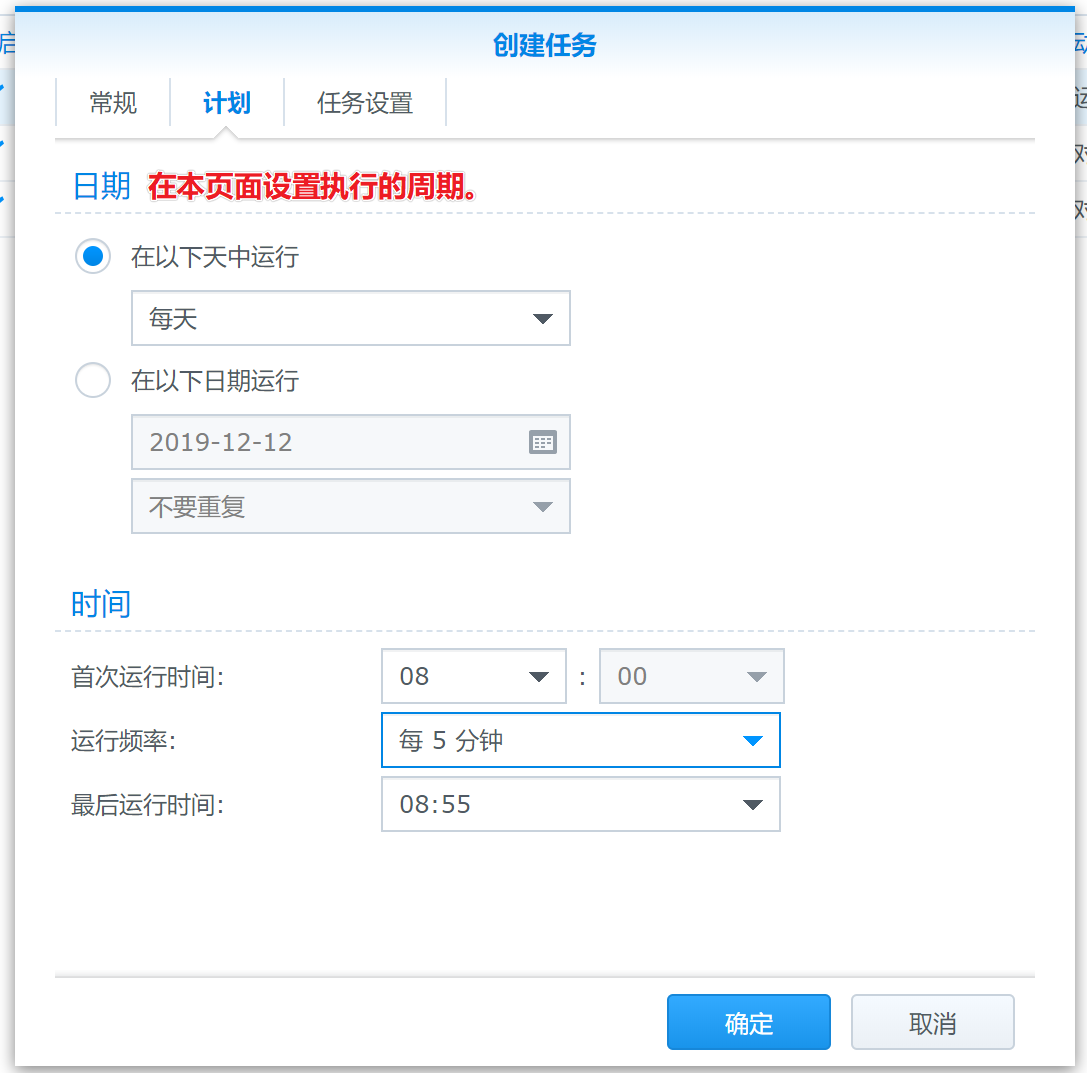 创建任务
常规 计划 任务设置
日期 在本页面设置执行的周期。
在以下天中运行
每天
在以下日期运行
2019-12-12
不要重复
时间
首次运行时间: 08 : 00
运行频率: 每 5 分钟
最后运行时间: 08:55
确定 取消